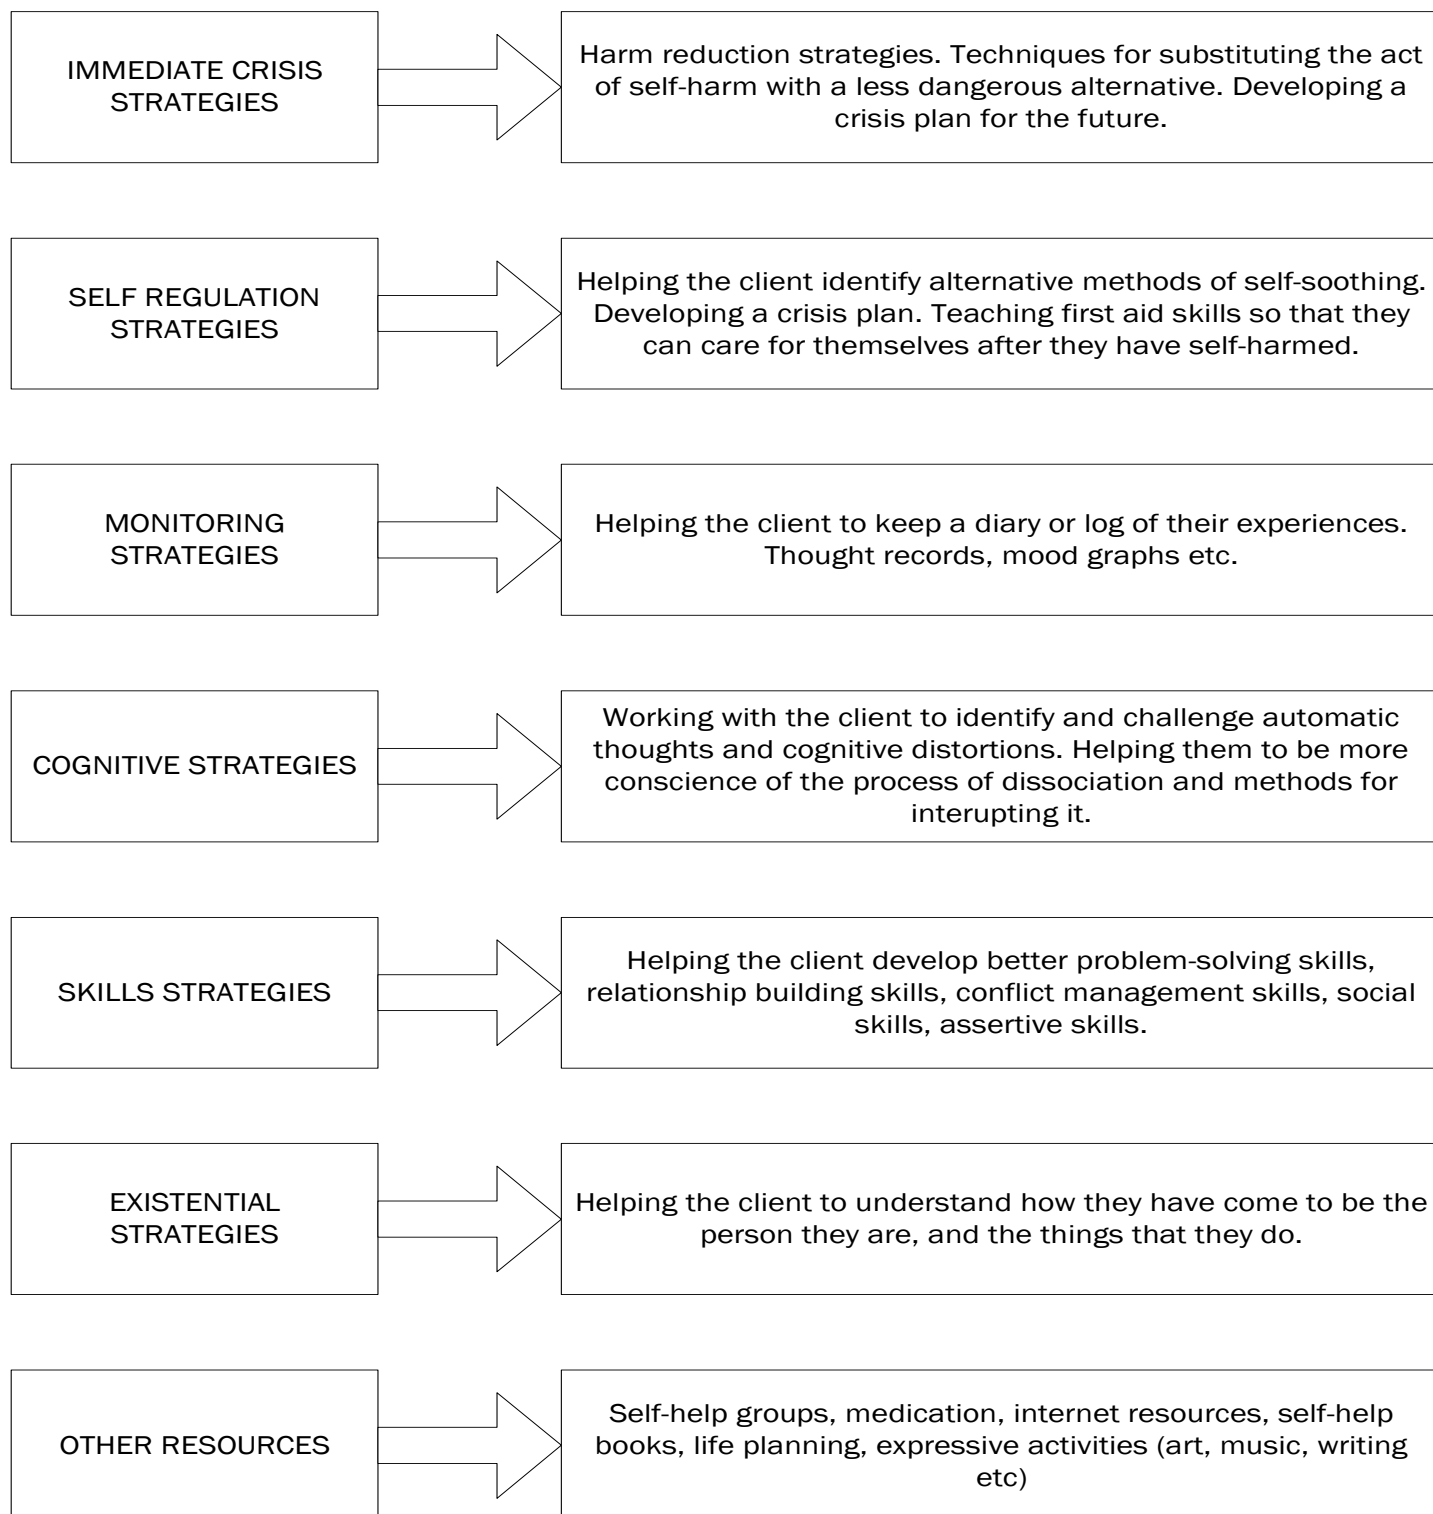 IMMEDIATE CRISIS
STRATEGIES
Harm reduction strategies. Techniques for substituting the act
of self-harm with a less dangerous alternative. Developing a
crisis plan for the future.
SELF REGULATION
STRATEGIES
Helping the client identify alternative methods of self-soothing.
Developing a crisis plan. Teaching first aid skills so that they
can care for themselves after they have self-harmed.
MONITORING
STRATEGIES
Helping the client to keep a diary or log of their experiences.
Thought records, mood graphs etc.
COGNITIVE STRATEGIES
Working with the client to identify and challenge automatic
thoughts and cognitive distortions. Helping them to be more
conscience of the process of dissociation and methods for
interupting it.
SKILLS STRATEGIES
Helping the client develop better problem-solving skills,
relationship building skills, conflict management skills, social
skills, assertive skills.
EXISTENTIAL
STRATEGIES
Helping the client to understand how they have come to be the
person they are, and the things that they do.
OTHER RESOURCES
Self-help groups, medication, internet resources, self-help
books, life planning, expressive activities (art, music, writing
etc)